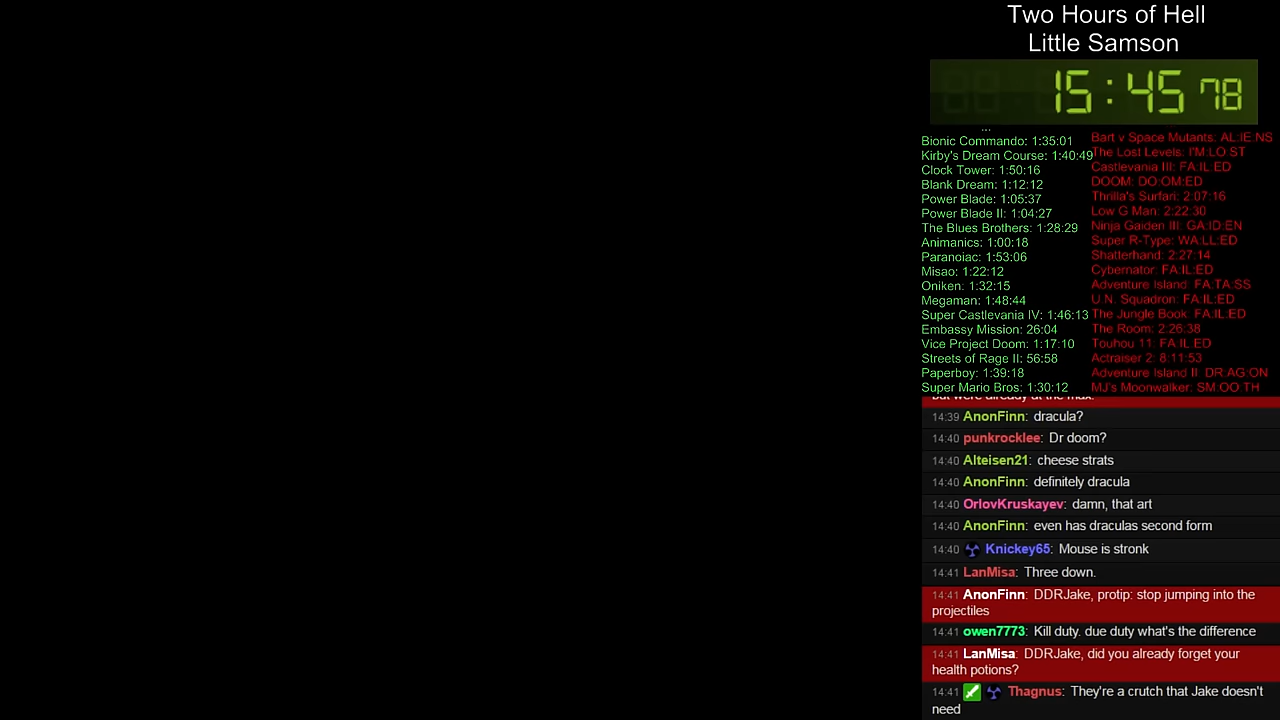 Two Hours of Hell
Little Samson
15:45 78
...
Bionic Commando: 1:35:01
Kirby's Dream Course: 1:40:49
Clock Tower: 1:50:16
Blank Dream: 1:12:12
Power Blade: 1:05:37
Power Blade II: 1:04:27
The Blues Brothers: 1:28:29
Animanics: 1:00:18
Paranoiac: 1:53:06
Misao: 1:22:12
Oniken: 1:32:15
Megaman: 1:48:44
Super Castlevania IV: 1:46:13
Embassy Mission: 26:04
Vice Project Doom: 1:17:10
Streets of Rage II: 56:58
Paperboy: 1:39:18
Super Mario Bros: 1:30:12
Bart v Space Mutants: AL:IE NS
The Lost Levels: I'M:LO ST
Castlevania III: FA:IL:ED
DOOM: DO:OM:ED
Thrilla's Surfari: 2:07:16
Low G Man: 2:22:30
Ninja Gaiden III: GA:ID:EN
Super R-Type: WA:LL:ED
Shatterhand: 2:27:14
Cybernator: FA:IL:ED
Adventure Island: FA:TA:SS
U.N. Squadron: FA:IL:ED
The Jungle Book: FA:IL:ED
The Room: 2:26:38
Touhou 11: FA:IL:ED
Actraiser 2: 8:11:53
Adventure Island II: DR:AG:ON
MJ's Moonwalker: SM:OO:TH
but were already at the max.
14:39 AnonFinn: dracula?
14:40 punkrocklee: Dr doom?
14:40 Alteisen21: cheese strats
14:40 AnonFinn: definitely dracula
14:40 OrlovKruskayev: damn, that art
14:40 AnonFinn: even has draculas second form
14:40 Knickey65: Mouse is stronk
14:41 LanMisa: Three down.
14:41 AnonFinn: DDRJake, protip: stop jumping into the
projectiles
14:41 owen7773: Kill duty. due duty what's the difference
14:41 LanMisa: DDRJake, did you already forget your
health potions?
14:41 Thagnus: They're a crutch that Jake doesn't
need